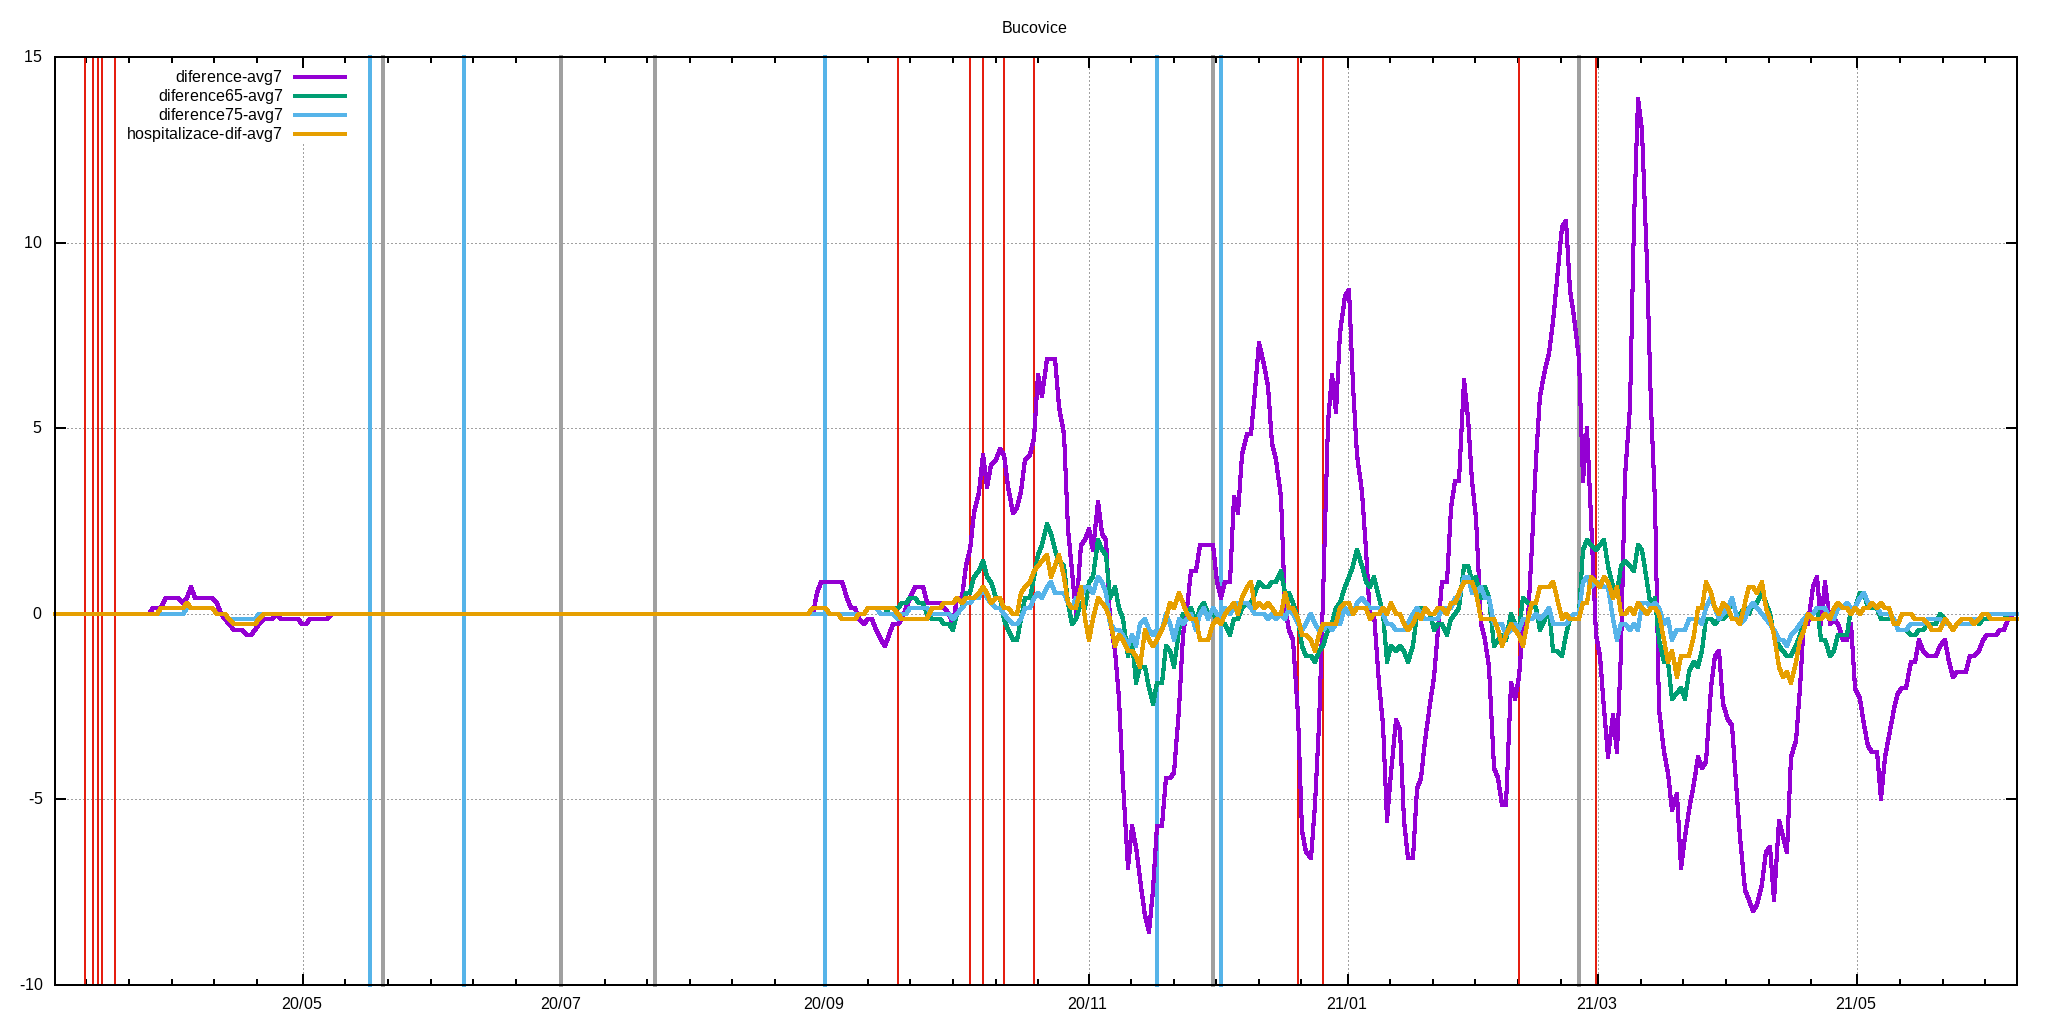 Bucovice
15
10
5
0
-5
-10
diference-avg7
diference65-avg7
diference75-avg7
hospitalizace-dif-avg7
20/05 20/07 20/09 20/11 21/01 21/03 21/05